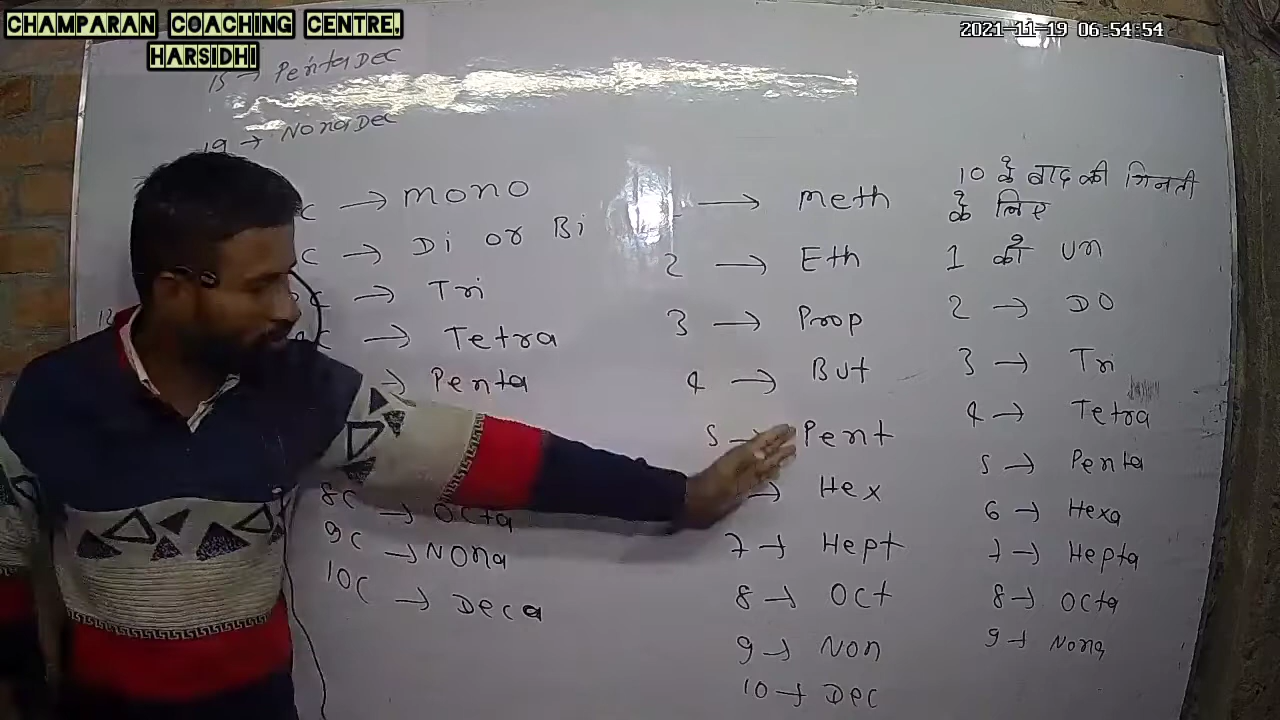 CHAMPARAN COACHING CENTRE,
HARSIDHI
2021-11-19 06:54:54
15 → PentaDec
19 → NonaDec
C → Mono
C → Di or Bi
C → Tri
→ Tetra
→ Penta
8C → Octa
9C → Nona
10C → Deca
12
→ Meth
2 → Eth
3 → Prop
4 → But
5 → Pent
→ Hex
7 → Hept
8 → Oct
9 → Non
10 → Dec
10 के बाद की गिनती
के लिए
1 को Un
2 → DO
3 → Tri
4 → Tetra
5 → Penta
6 → Hexa
7 → Hepta
8 → Octa
9 → Nona